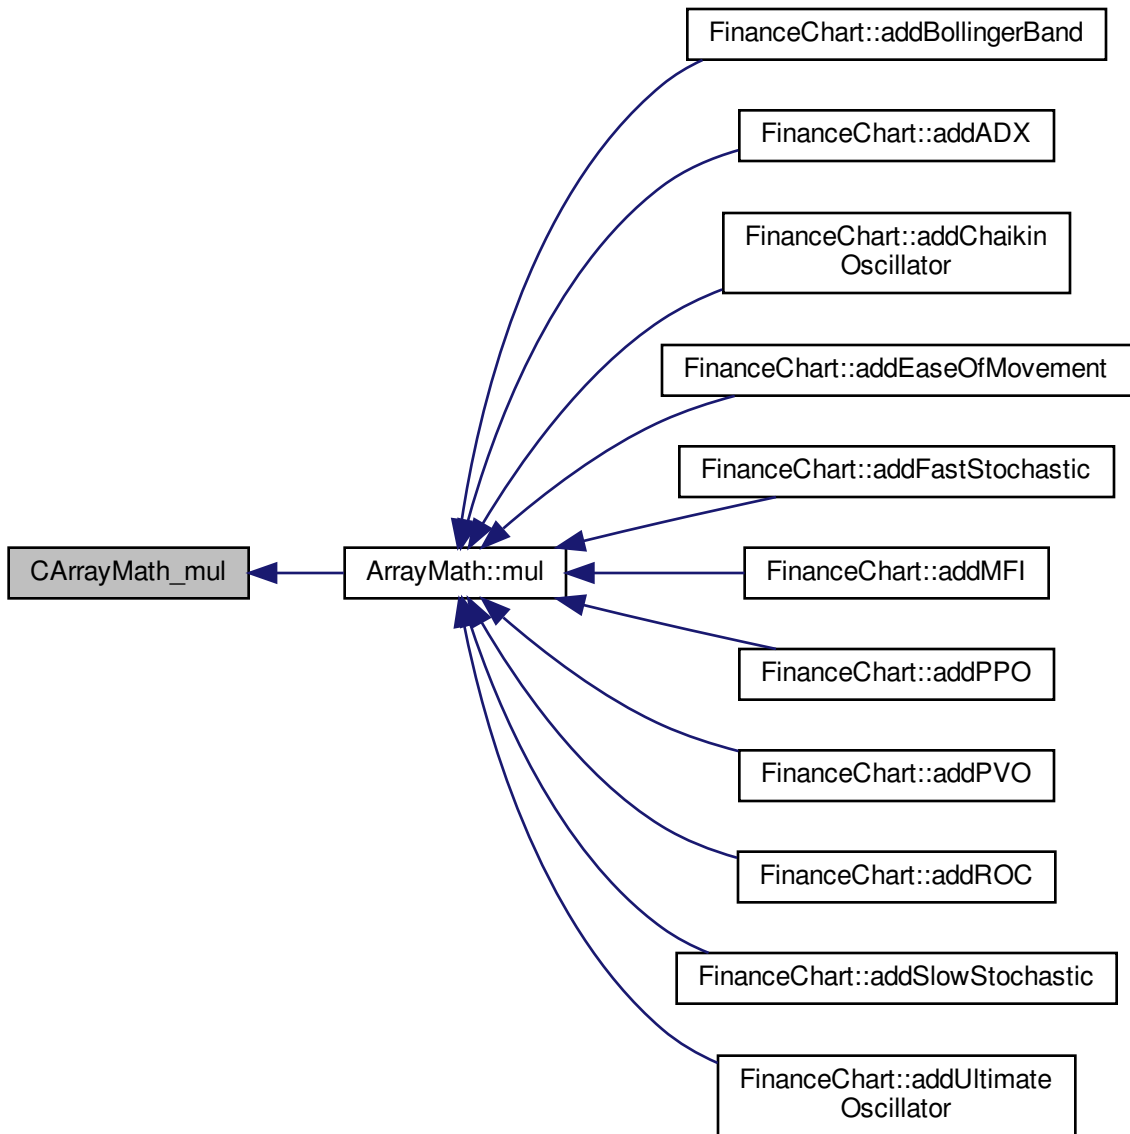 FinanceChart::addBollingerBand
FinanceChart::addADX
FinanceChart::addChaikin
Oscillator
FinanceChart::addEaseOfMovement
FinanceChart::addFastStochastic
CArrayMath_mul
ArrayMath::mul
FinanceChart::addMFI
FinanceChart::addPPO
FinanceChart::addPVO
FinanceChart::addROC
FinanceChart::addSlowStochastic
FinanceChart::addUltimate
Oscillator